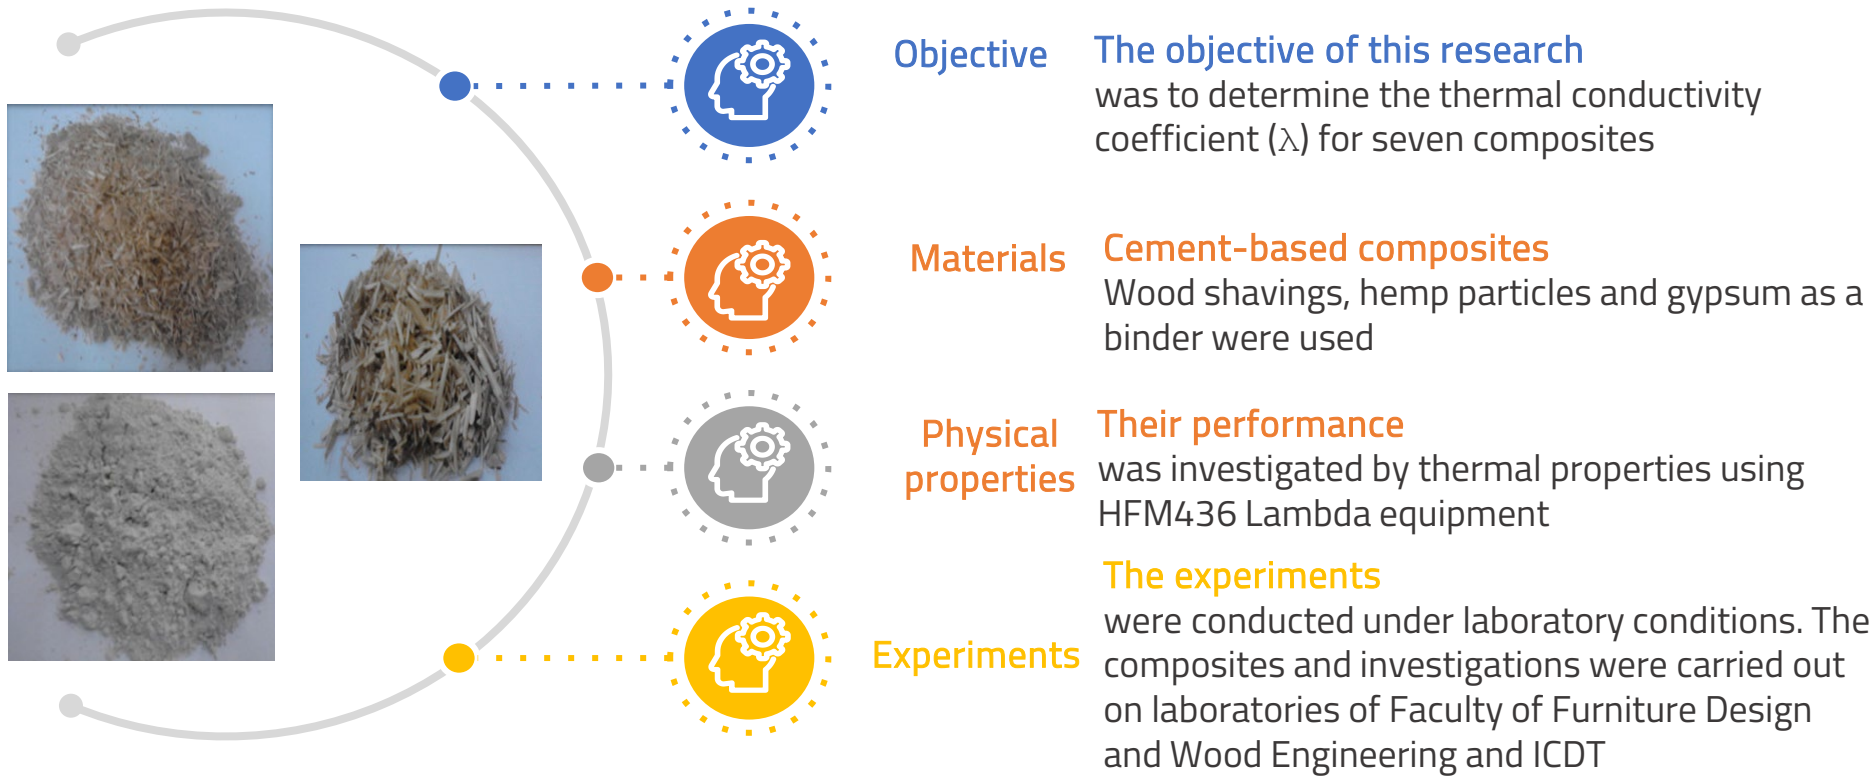 Objective
The objective of this research
was to determine the thermal conductivity
coefficient (λ) for seven composites
Materials
Cement-based composites
Wood shavings, hemp particles and gypsum as a
binder were used
Physical
properties
Their performance
was investigated by thermal properties using
HFM436 Lambda equipment
Experiments
The experiments
were conducted under laboratory conditions. The
composites and investigations were carried out
on laboratories of Faculty of Furniture Design
and Wood Engineering and ICDT